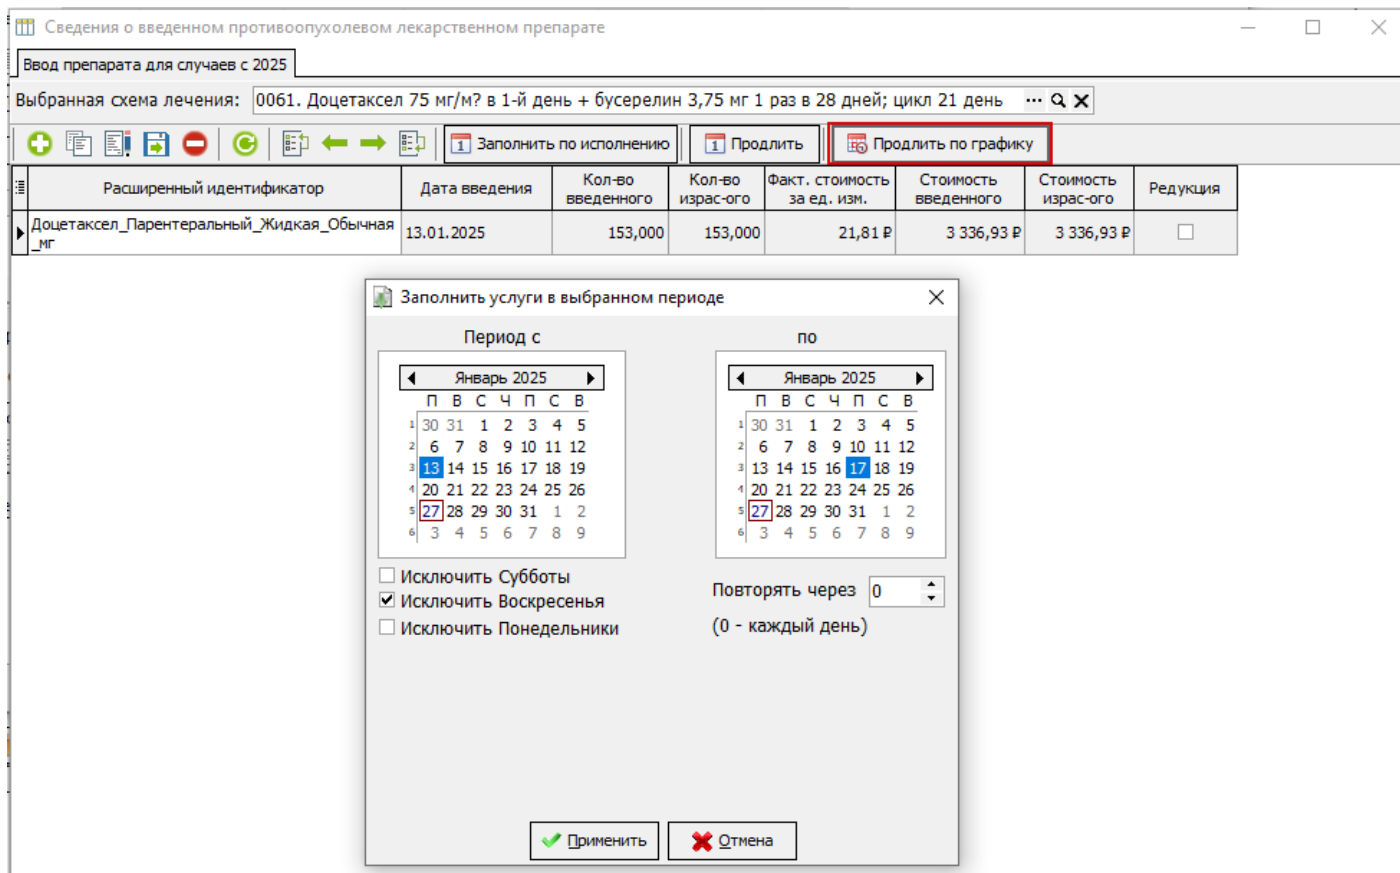 Сведения о введенном противоопухолевом лекарственном препарате
Ввод препарата для случаев с 2025
Выбранная схема лечения: 0061. Доцетаксел 75 мг/м? в 1-й день + бусерелин 3,75 мг 1 раз в 28 дней; цикл 21 день ...
1 Заполнить по исполнению 1 Продлить Продлить по графику
Расширенный идентификатор Дата введения Кол-во введенного Кол-во израс-ого Факт. стоимость за ед. изм. Стоимость введенного Стоимость израс-ого Редукция
Доцетаксел_Парентеральный_Жидкая_Обычная
_мг 13.01.2025 153,000 153,000 21,81 ₽ 3 336,93 ₽ 3 336,93 ₽
Заполнить услуги в выбранном периоде
Период с по
Январь 2025 Январь 2025
П В С Ч П С В П В С Ч П С В
1 30 31 1 2 3 4 5 1 30 31 1 2 3 4 5
2 6 7 8 9 10 11 12 2 6 7 8 9 10 11 12
3 13 14 15 16 17 18 19 3 13 14 15 16 17 18 19
4 20 21 22 23 24 25 26 4 20 21 22 23 24 25 26
5 27 28 29 30 31 1 2 5 27 28 29 30 31 1 2
6 3 4 5 6 7 8 9 6 3 4 5 6 7 8 9
Исключить Субботы
Исключить Воскресенья
Исключить Понедельники
Повторять через 0
(0 - каждый день)
Применить Отмена